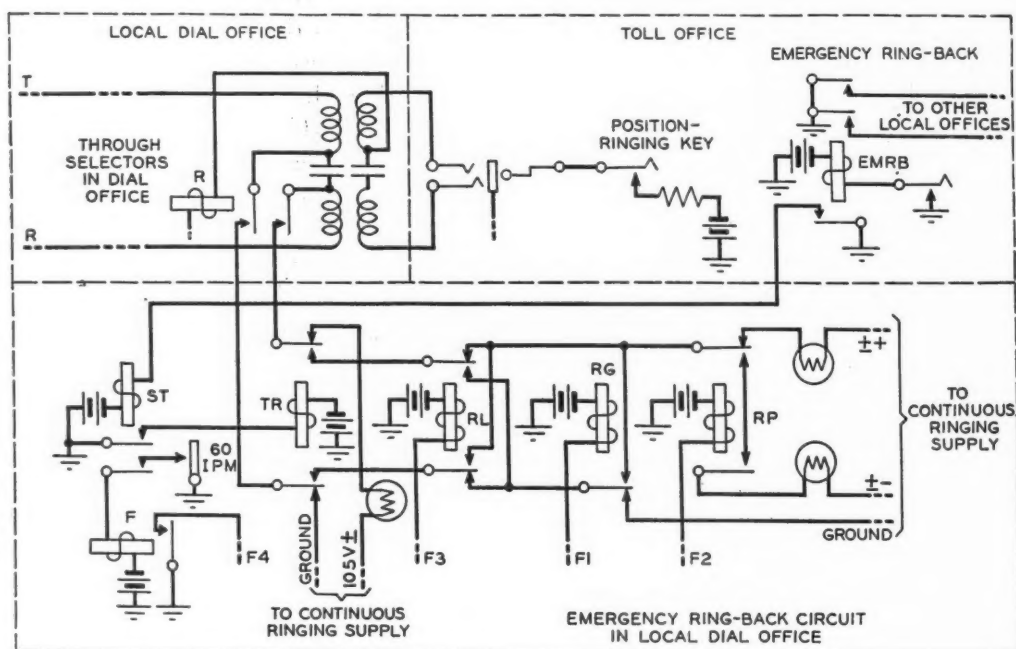 LOCAL DIAL OFFICE
TOLL OFFICE
EMERGENCY RING-BACK
T
TO OTHER
LOCAL OFFICES
THROUGH
SELECTORS
IN DIAL
OFFICE
R
POSITION-
RINGING KEY
EMRB
R
±+
ST
TR
RL
RG
RP
TO
CONTINUOUS
RINGING
SUPPLY
60
IPM
±-
GROUND
F
F4
GROUND
105V±
F3
F1
F2
TO CONTINUOUS
RINGING SUPPLY
EMERGENCY RING-BACK CIRCUIT
IN LOCAL DIAL OFFICE